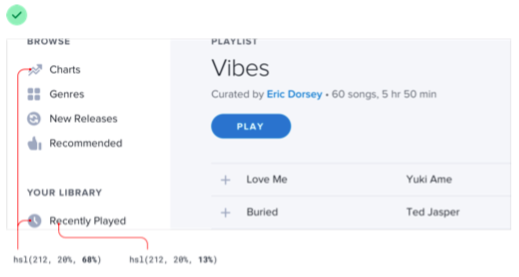 BROWSE
Charts
Genres
New Releases
Recommended
YOUR LIBRARY
Recently Played
PLAYLIST
Vibes
Curated by Eric Dorsey • 60 songs, 5 hr 50 min
PLAY
Love Me Yuki Ame
Buried Ted Jasper
hsl(212, 20%, 68%) hsl(212, 20%, 13%)